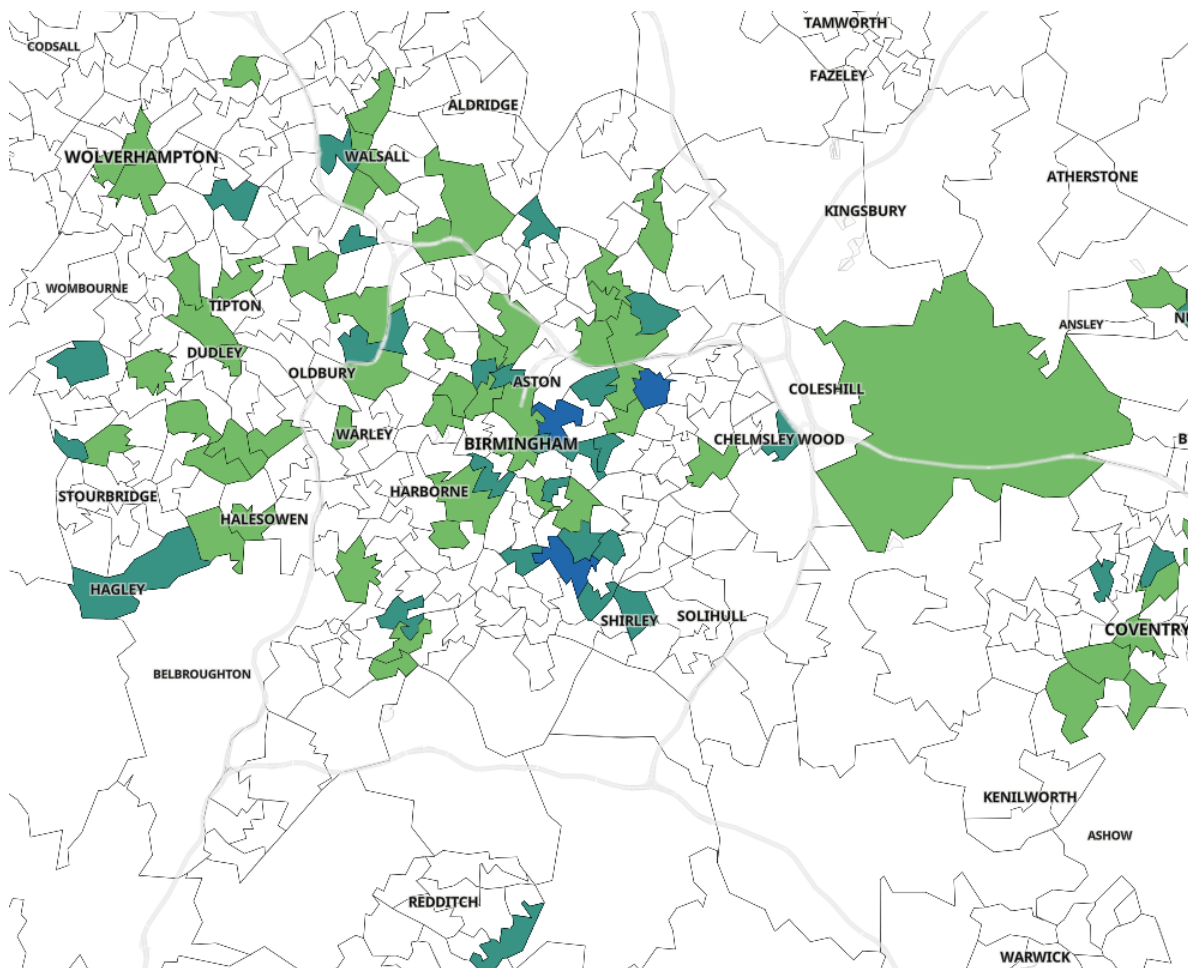 TAMWORTH
CODSALL
FAZELEY
ALDRIDGE
WOLVERHAMPTON
WALSALL
ATHERSTONE
KINGSBURY
WOMBOURNE
TIPTON
NU
ANSLEY
DUDLEY
OLDBURY
ASTON
COLESHILL
WARLEY
BIRMINGHAM
CHELMSLEY WOOD
B
HARBORNE
STOURBRIDGE
HALESOWEN
HAGLEY
SHIRLEY
SOLIHULL
COVENTRY
BELBROUGHTON
KENILWORTH
ASHOW
REDDITCH
WARWICK